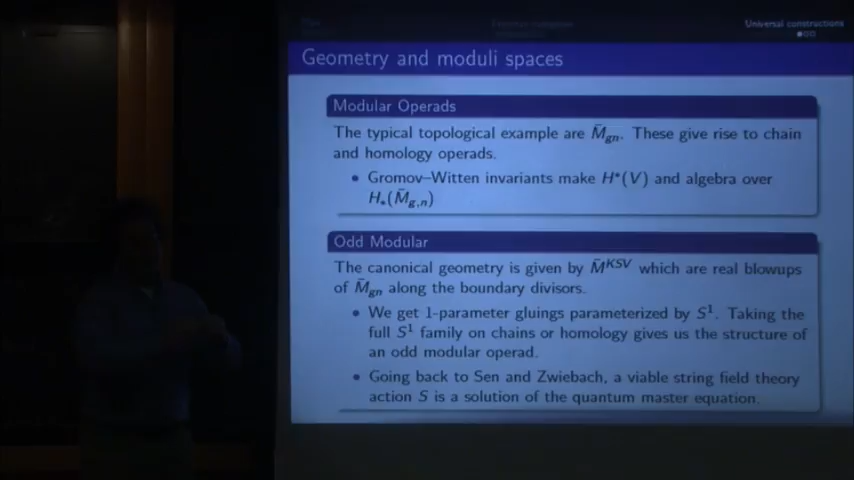 Universal constructions
Geometry and moduli spaces
Modular Operads
The typical topological example are M̄gn. These give rise to chain
and homology operads.
• Gromov–Witten invariants make H*(V) and algebra over
H*(M̄g,n)
Odd Modular
The canonical geometry is given by M̄^KSV which are real blowups
of M̄gn along the boundary divisors.
• We get 1-parameter gluings parameterized by S¹. Taking the
full S¹ family on chains or homology gives us the structure of
an odd modular operad.
• Going back to Sen and Zwiebach, a viable string field theory
action S is a solution of the quantum master equation.